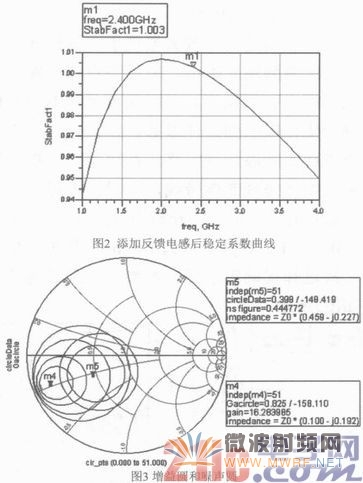 m1
freq=2.400GHz
StabFact1=1.003
1.01
1.00
0.99
0.98
0.97
0.96
0.95
0.94
StabFact1
m1
1.0
1.5
2.0
2.5
3.0
3.5
4.0
freq, GHz
图2 添加反馈电感后稳定系数曲线
circleData
Gacircle
m4
m5
cir_pts (0.000 to 51.000)
m5
indep(m5)=51
circleData=0.399 / -149.419
ns figure=0.444772
impedance = Z0 * (0.459 - j0.227)
m4
indep(m4)=51
Gacircle=0.825 / -158.110
gain=16.283985
impedance = Z0 * (0.100 - j0.192)
微波射频网
WWW.MWRF.NET
图3 增益圆和噪声圆